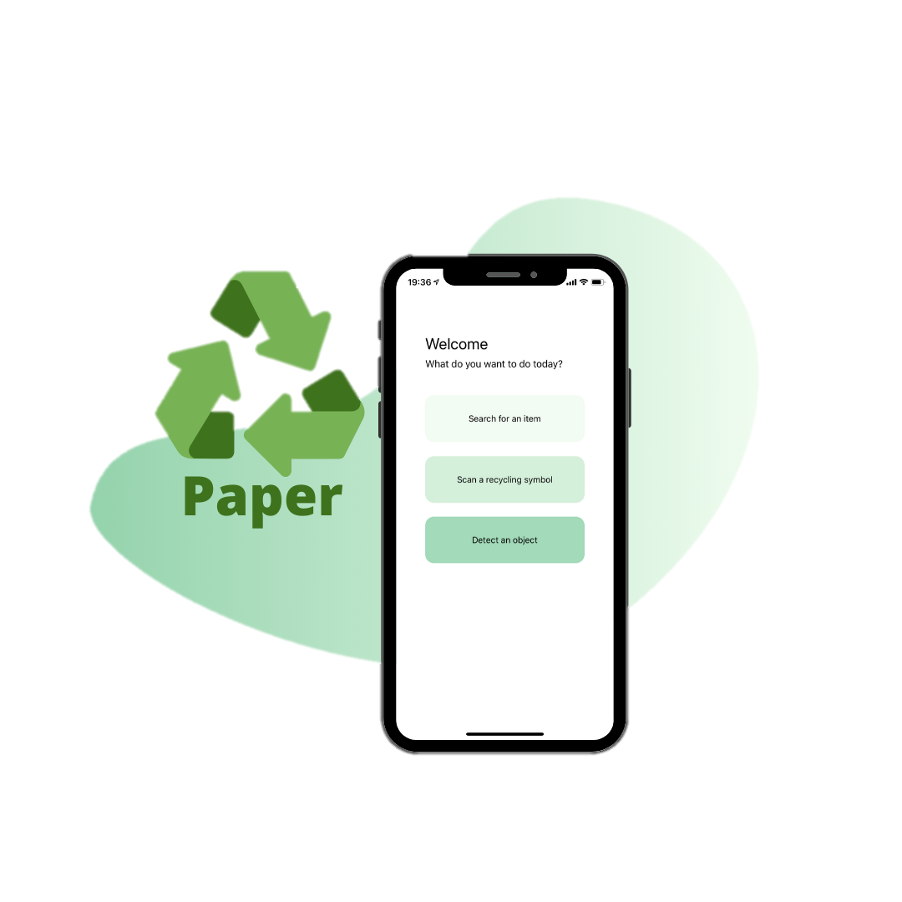 19:36
Welcome
What do you want to do today?
Search for an item
Scan a recycling symbol
Detect an object
Paper